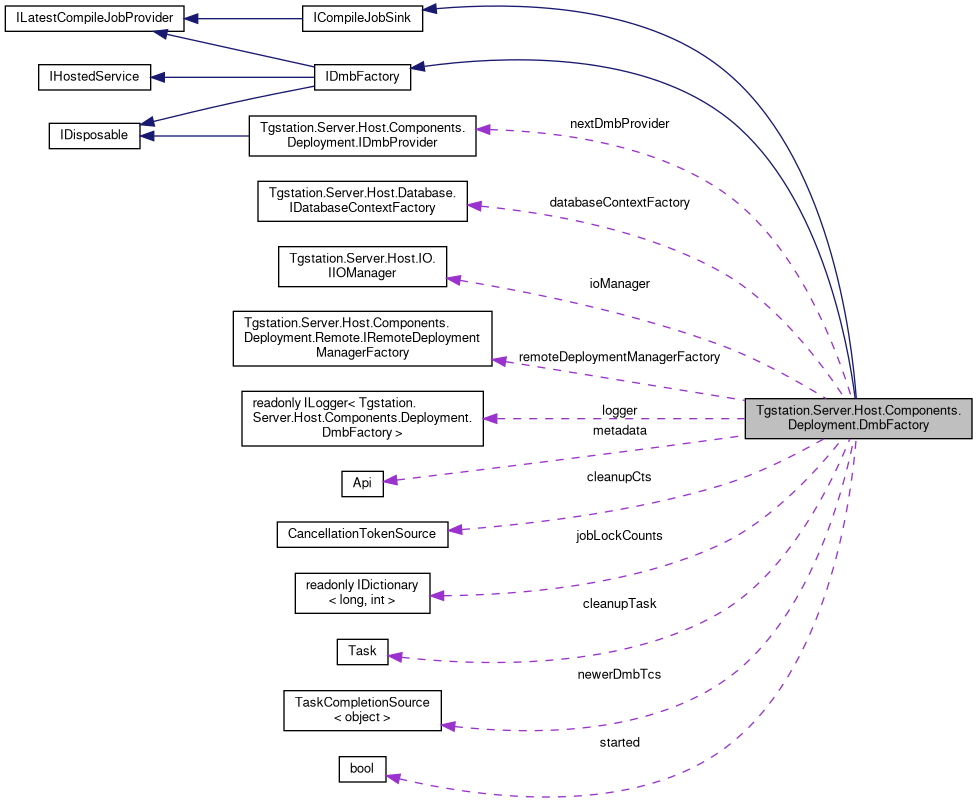 ILatestCompileJobProvider
ICompileJobSink
IHostedService
IDmbFactory
IDisposable
Tgstation.Server.Host.Components.
Deployment.IDmbProvider
nextDmbProvider
Tgstation.Server.Host.Database.
IDatabaseContextFactory
databaseContextFactory
Tgstation.Server.Host.IO.
IIOManager
ioManager
Tgstation.Server.Host.Components.
Deployment.Remote.IRemoteDeployment
ManagerFactory
remoteDeploymentManagerFactory
readonly ILogger< Tgstation.
Server.Host.Components.Deployment.
DmbFactory >
logger
Tgstation.Server.Host.Components.
Deployment.DmbFactory
metadata
Api
cleanupCts
CancellationTokenSource
jobLockCounts
readonly IDictionary
< long, int >
cleanupTask
Task
newerDmbTcs
TaskCompletionSource
< object >
started
bool